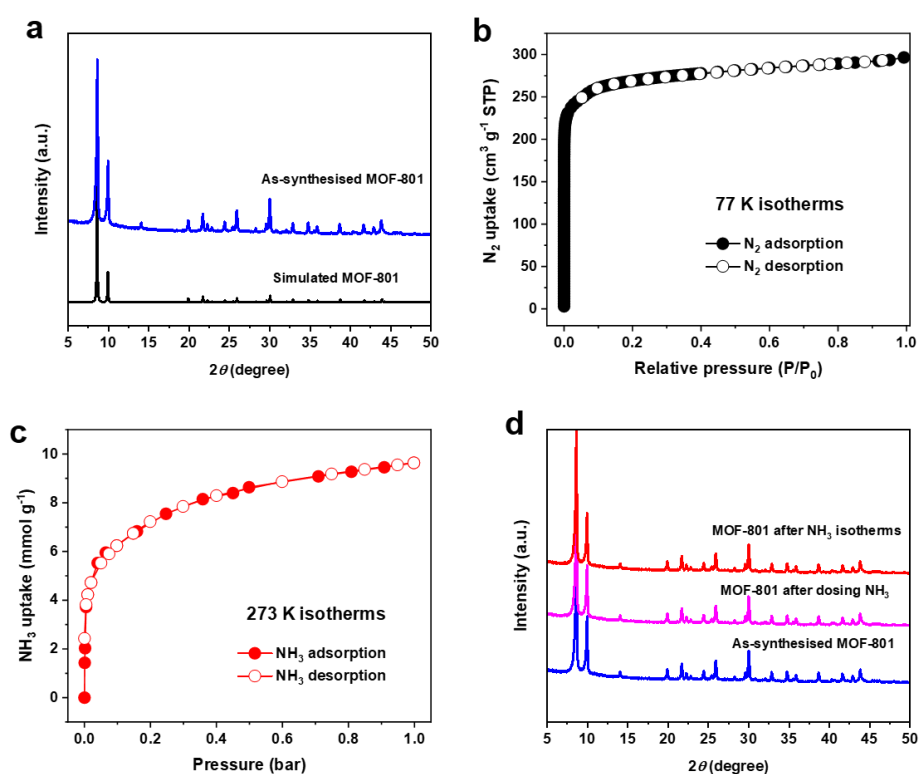 a
Intensity (a.u.)
As-synthesised MOF-801
Simulated MOF-801
5 10 15 20 25 30 35 40 45 50
2θ (degree)
b
N₂ uptake (cm³ g⁻¹ STP)
300
250
200
150
100
50
0
77 K isotherms
N₂ adsorption
N₂ desorption
0.0 0.2 0.4 0.6 0.8 1.0
Relative pressure (P/P₀)
c
NH₃ uptake (mmol g⁻¹)
10
8
6
4
2
0
273 K isotherms
NH₃ adsorption
NH₃ desorption
0.0 0.2 0.4 0.6 0.8 1.0
Pressure (bar)
d
Intensity (a.u.)
MOF-801 after NH₃ isotherms
MOF-801 after dosing NH₃
As-synthesised MOF-801
5 10 15 20 25 30 35 40 45 50
2θ (degree)